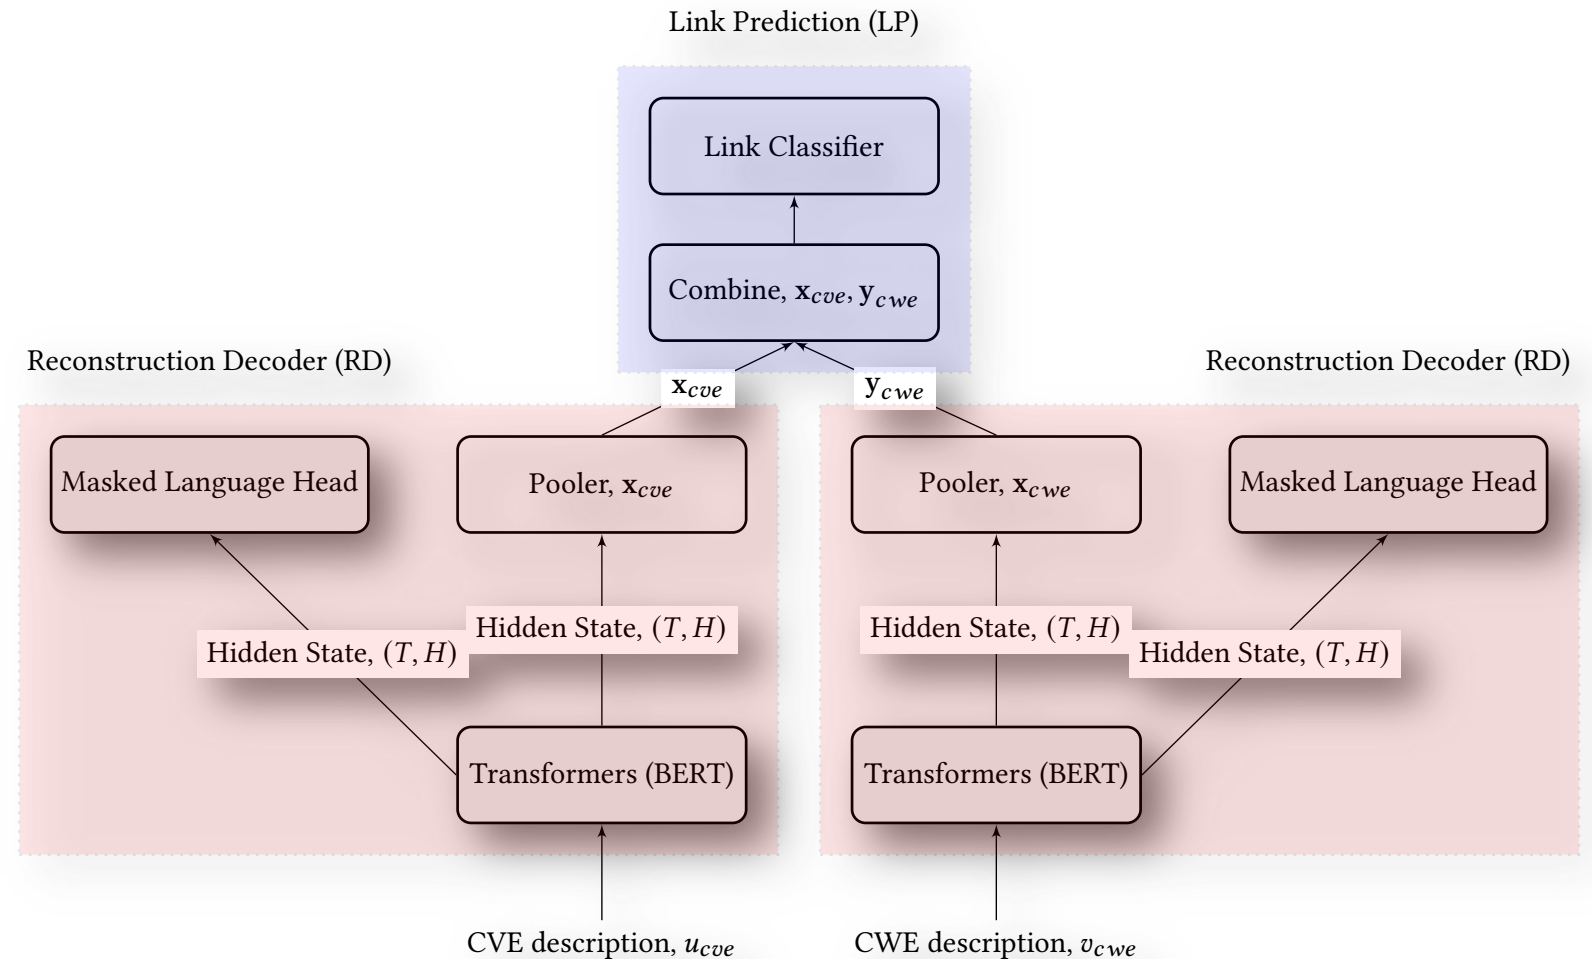 Link Prediction (LP)
Link Classifier
Combine, x_cve, y_cwe
Reconstruction Decoder (RD)
Reconstruction Decoder (RD)
x_cve
y_cwe
Masked Language Head
Pooler, x_cve
Pooler, x_cwe
Masked Language Head
Hidden State, (T, H)
Hidden State, (T, H)
Hidden State, (T, H)
Hidden State, (T, H)
Transformers (BERT)
Transformers (BERT)
CVE description, u_cve
CWE description, v_cwe